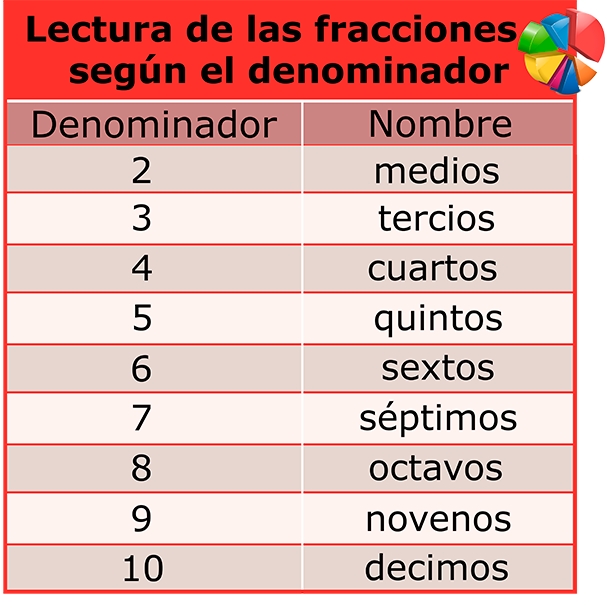 Lectura de las fracciones
según el denominador
Denominador Nombre
2 medios
3 tercios
4 cuartos
5 quintos
6 sextos
7 séptimos
8 octavos
9 novenos
10 decimos